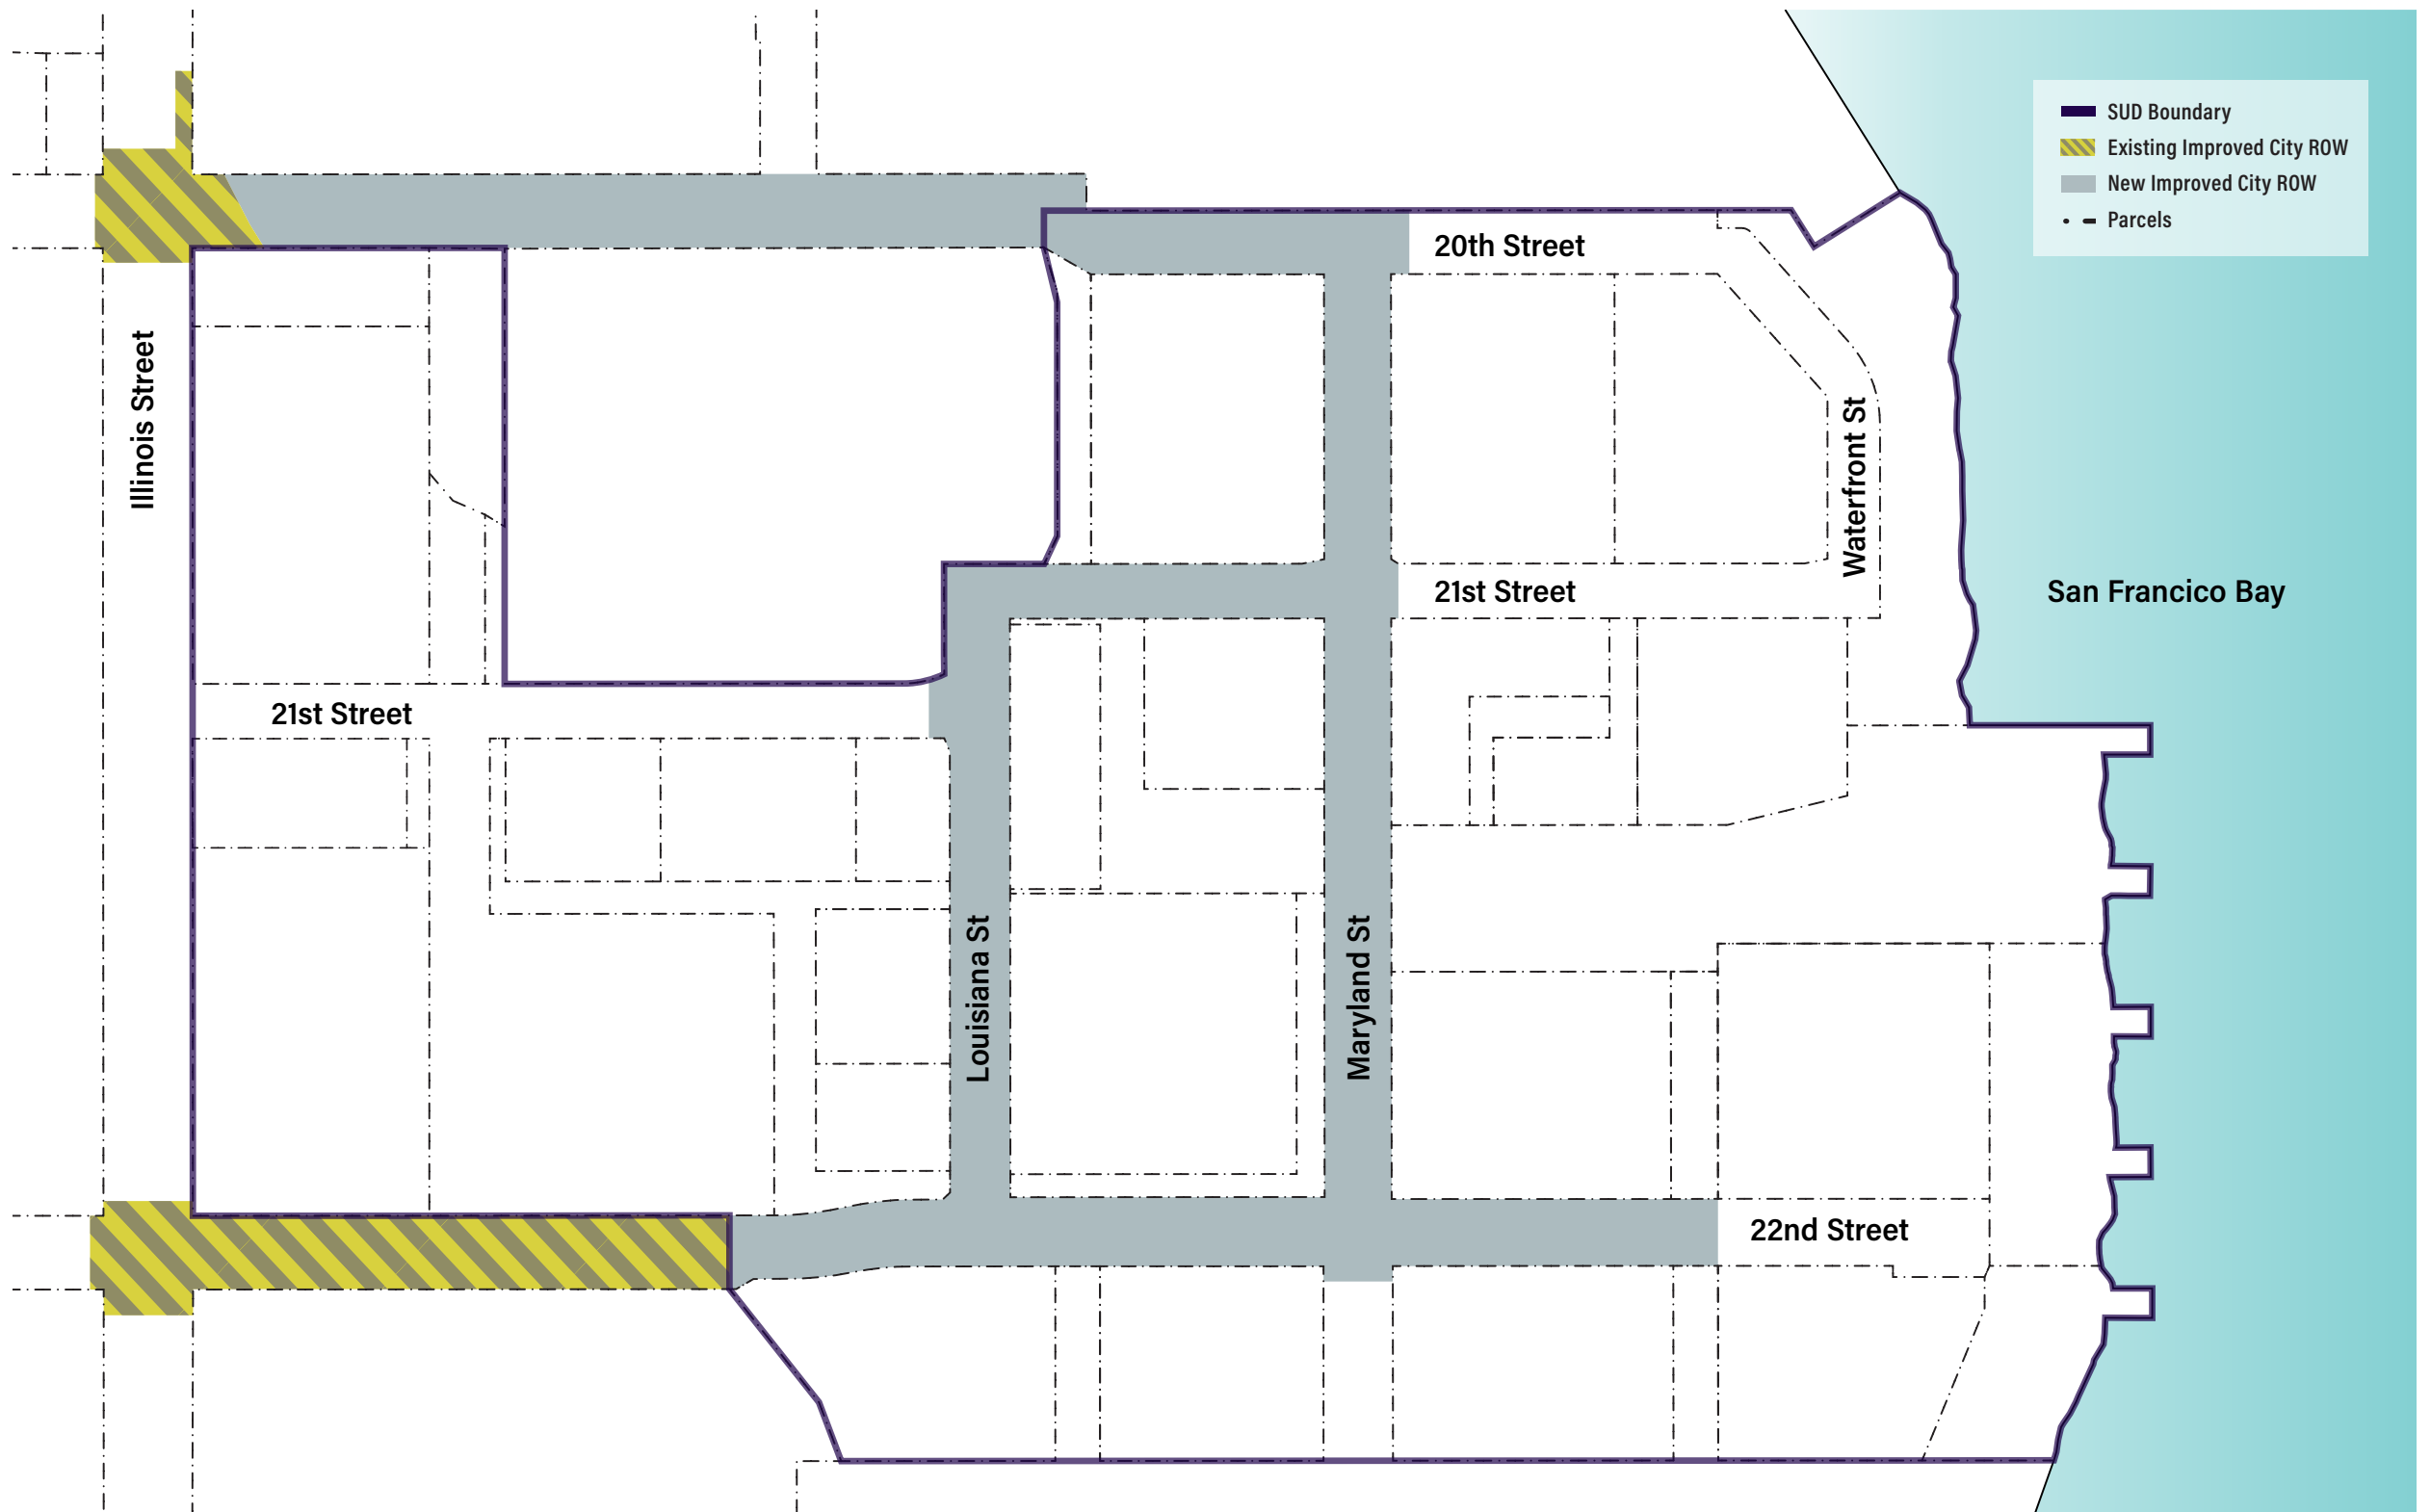 SUD Boundary
Existing Improved City ROW
New Improved City ROW
Parcels
20th Street
Illinois Street
Waterfront St
21st Street
San Francico Bay
21st Street
Louisiana St
Maryland St
22nd Street